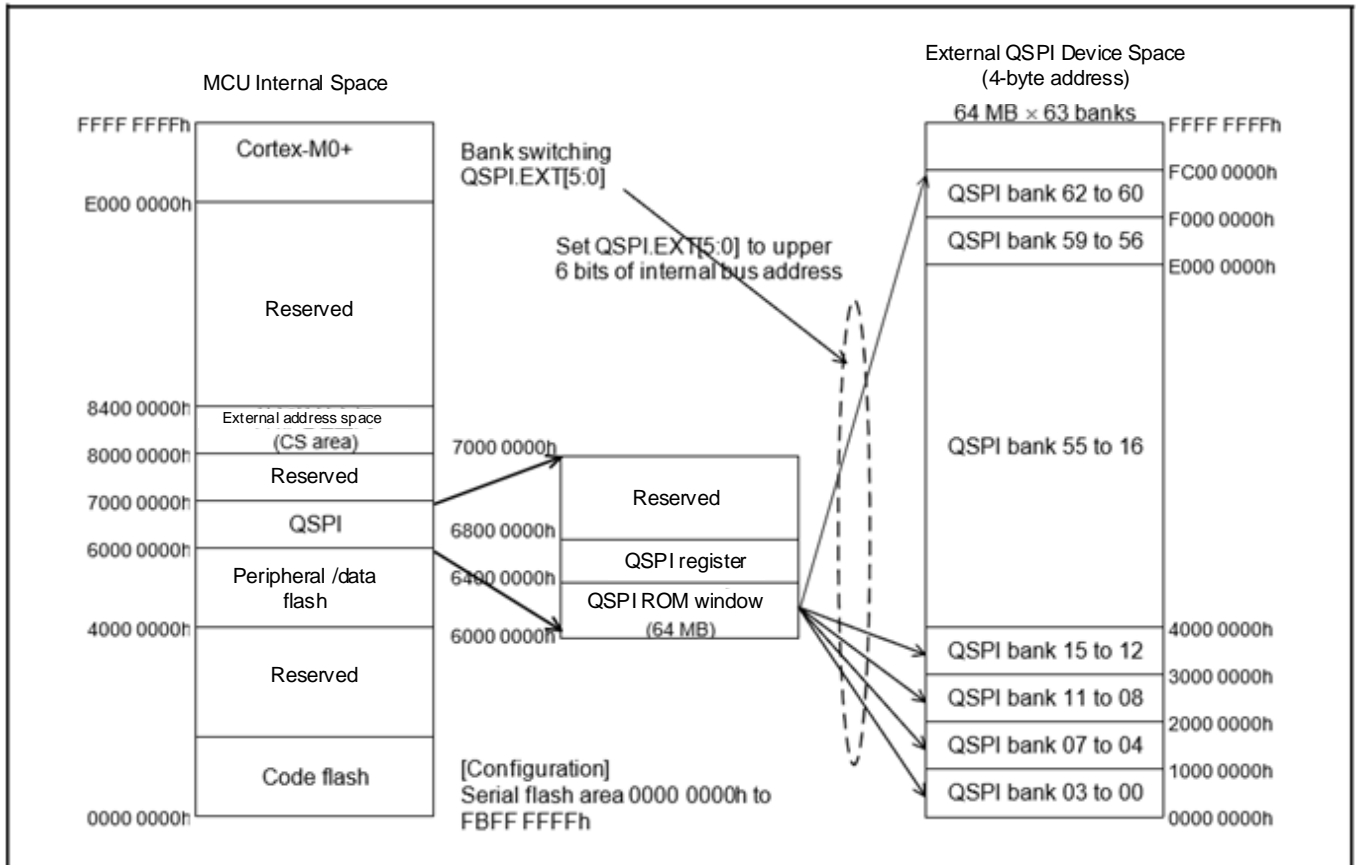 MCU Internal Space
FFFF FFFFh
Cortex-M0+
E000 0000h
Reserved
8400 0000h
External address space
(CS area)
8000 0000h
Reserved
7000 0000h
QSPI
6000 0000h
Peripheral /data
flash
4000 0000h
Reserved
Code flash
0000 0000h
Bank switching
QSPI.EXT[5:0]
Set QSPI.EXT[5:0] to upper
6 bits of internal bus address
7000 0000h
Reserved
6800 0000h
QSPI register
6400 0000h
QSPI ROM window
(64 MB)
6000 0000h
[Configuration]
Serial flash area 0000 0000h to
FBFF FFFFh
External QSPI Device Space
(4-byte address)
64 MB × 63 banks
FFFF FFFFh
FC00 0000h
QSPI bank 62 to 60
F000 0000h
QSPI bank 59 to 56
E000 0000h
QSPI bank 55 to 16
4000 0000h
QSPI bank 15 to 12
3000 0000h
QSPI bank 11 to 08
2000 0000h
QSPI bank 07 to 04
1000 0000h
QSPI bank 03 to 00
0000 0000h